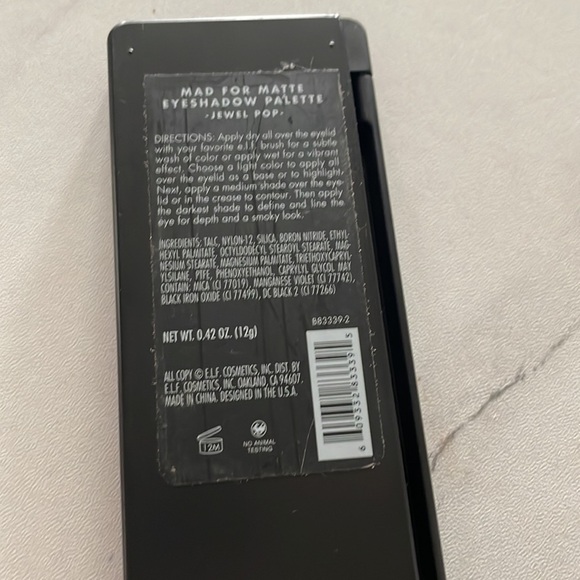 MAD FOR MATTE
EYESHADOW PALETTE
-JEWEL POP-
DIRECTIONS: Apply dry all over the eyelid
with your favorite e.l.f. brush for a subtle
wash of color or apply wet for a vibrant
effect. Choose a light color to apply all
over the eyelid as a base or to highlight.
Next, apply a medium shade over the eye-
lid or in the crease to contour. Then apply
the darkest shade to define and line the
eye for depth and a smoky look.
INGREDIENTS: TALC, NYLON-12, SILICA, BORON NITRIDE, ETHYL-
HEXYL PALMITATE, OCTYLDODECYL STEAROYL STEARATE, MAG-
NESIUM STEARATE, MAGNESIUM PALMITATE, TRIETHOXYCAPRYL-
YLSILANE, PTFE, PHENOXYETHANOL, CAPRYLYL GLYCOL MAY
CONTAIN: MICA (CI 77019), MANGANESE VIOLET (CI 77742),
BLACK IRON OXIDE (CI 77499), DC BLACK 2 (CI 77266)
883339-2
NET WT. 0.42 OZ. (12g)
ALL COPY © E.L.F. COSMETICS, INC. DIST. BY
E.L.F. COSMETICS, INC. OAKLAND, CA 94607.
MADE IN CHINA. DESIGNED IN THE U.S.A.
12M
NO ANIMAL
TESTING
6 09332 83339 5